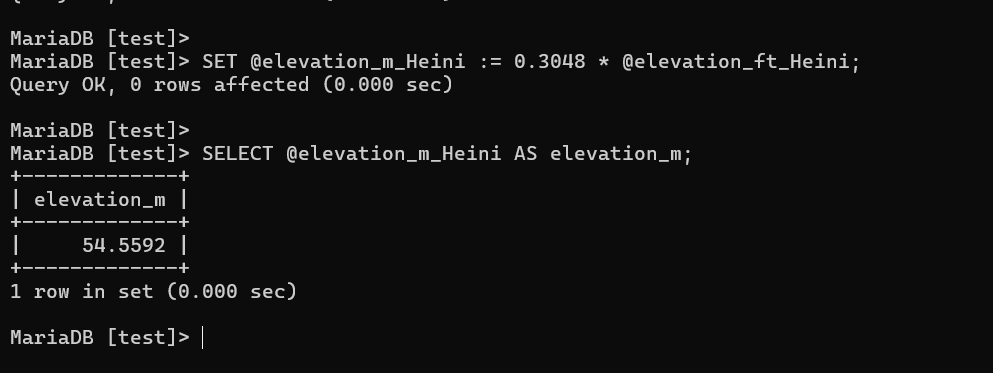 MariaDB [test]>
MariaDB [test]> SET @elevation_m_Heini := 0.3048 * @elevation_ft_Heini;
Query OK, 0 rows affected (0.000 sec)
MariaDB [test]>
MariaDB [test]> SELECT @elevation_m_Heini AS elevation_m;
+-------------+
| elevation_m |
+-------------+
|     54.5592 |
+-------------+
1 row in set (0.000 sec)
MariaDB [test]>